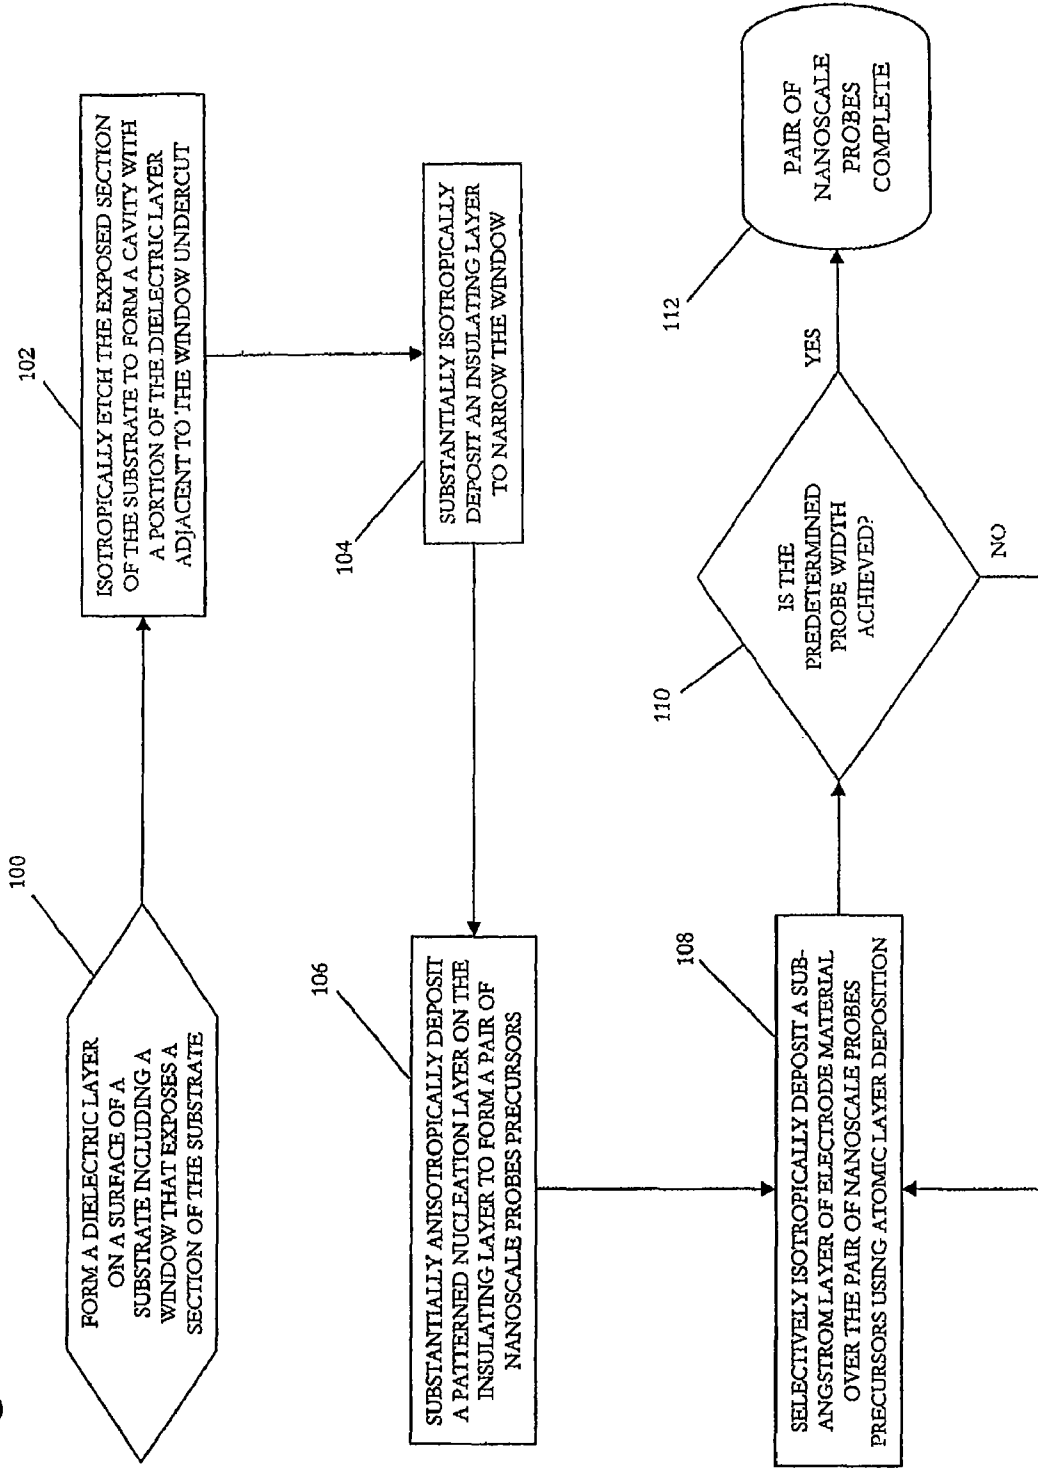 100
FORM A DIELECTRIC LAYER
ON A SURFACE OF A
SUBSTRATE INCLUDING A
WINDOW THAT EXPOSES A
SECTION OF THE SUBSTRATE
102
ISOTROPICALLY ETCH THE EXPOSED SECTION
OF THE SUBSTRATE TO FORM A CAVITY WITH
A PORTION OF THE DIELECTRIC LAYER
ADJACENT TO THE WINDOW UNDERCUT
104
SUBSTANTIALLY ISOTROPICALLY
DEPOSIT AN INSULATING LAYER
TO NARROW THE WINDOW
106
SUBSTANTIALLY ANISOTROPICALLY DEPOSIT
A PATTERNED NUCLEATION LAYER ON THE
INSULATING LAYER TO FORM A PAIR OF
NANOSCALE PROBES PRECURSORS
108
SELECTIVELY ISOTROPICALLY DEPOSIT A SUB-
ANGSTROM LAYER OF ELECTRODE MATERIAL
OVER THE PAIR OF NANOSCALE PROBES
PRECURSORS USING ATOMIC LAYER DEPOSITION
110
IS THE
PREDETERMINED
PROBE WIDTH
ACHIEVED?
YES
NO
112
PAIR OF
NANOSCALE
PROBES
COMPLETE